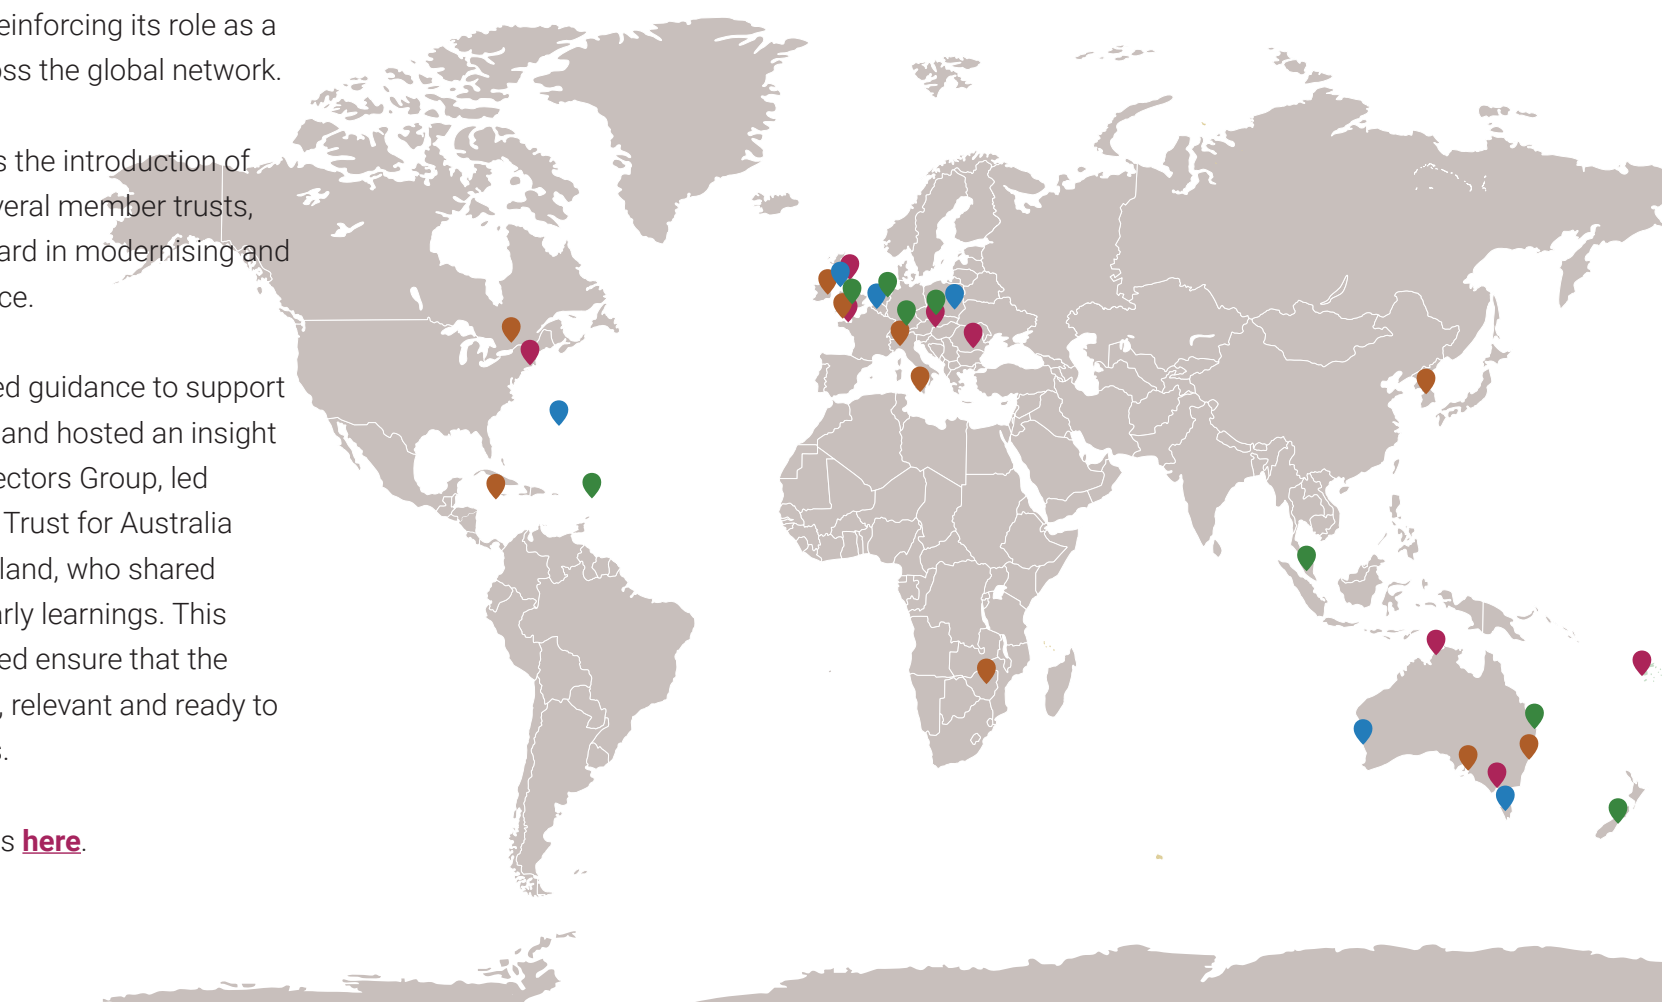 einforcing its role as a
oss the global network.
s the introduction of
veral member trusts,
ard in modernising and
ce.
ed guidance to support
and hosted an insight
ectors Group, led
Trust for Australia
land, who shared
arly learnings. This
ed ensure that the
, relevant and ready to
s.
s here.